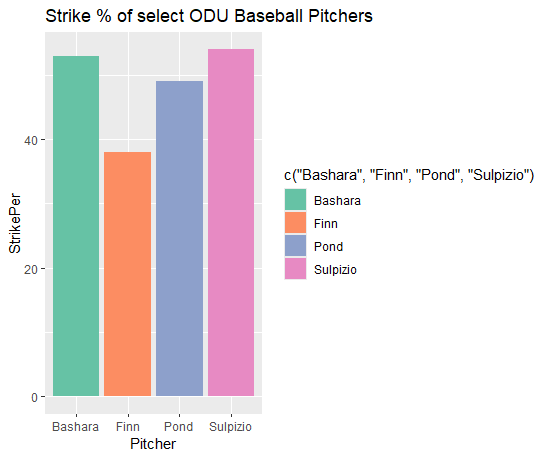 Strike % of select ODU Baseball Pitchers
StrikePer
40
20
0
Bashara Finn Pond Sulpizio
Pitcher
c("Bashara", "Finn", "Pond", "Sulpizio")
Bashara
Finn
Pond
Sulpizio